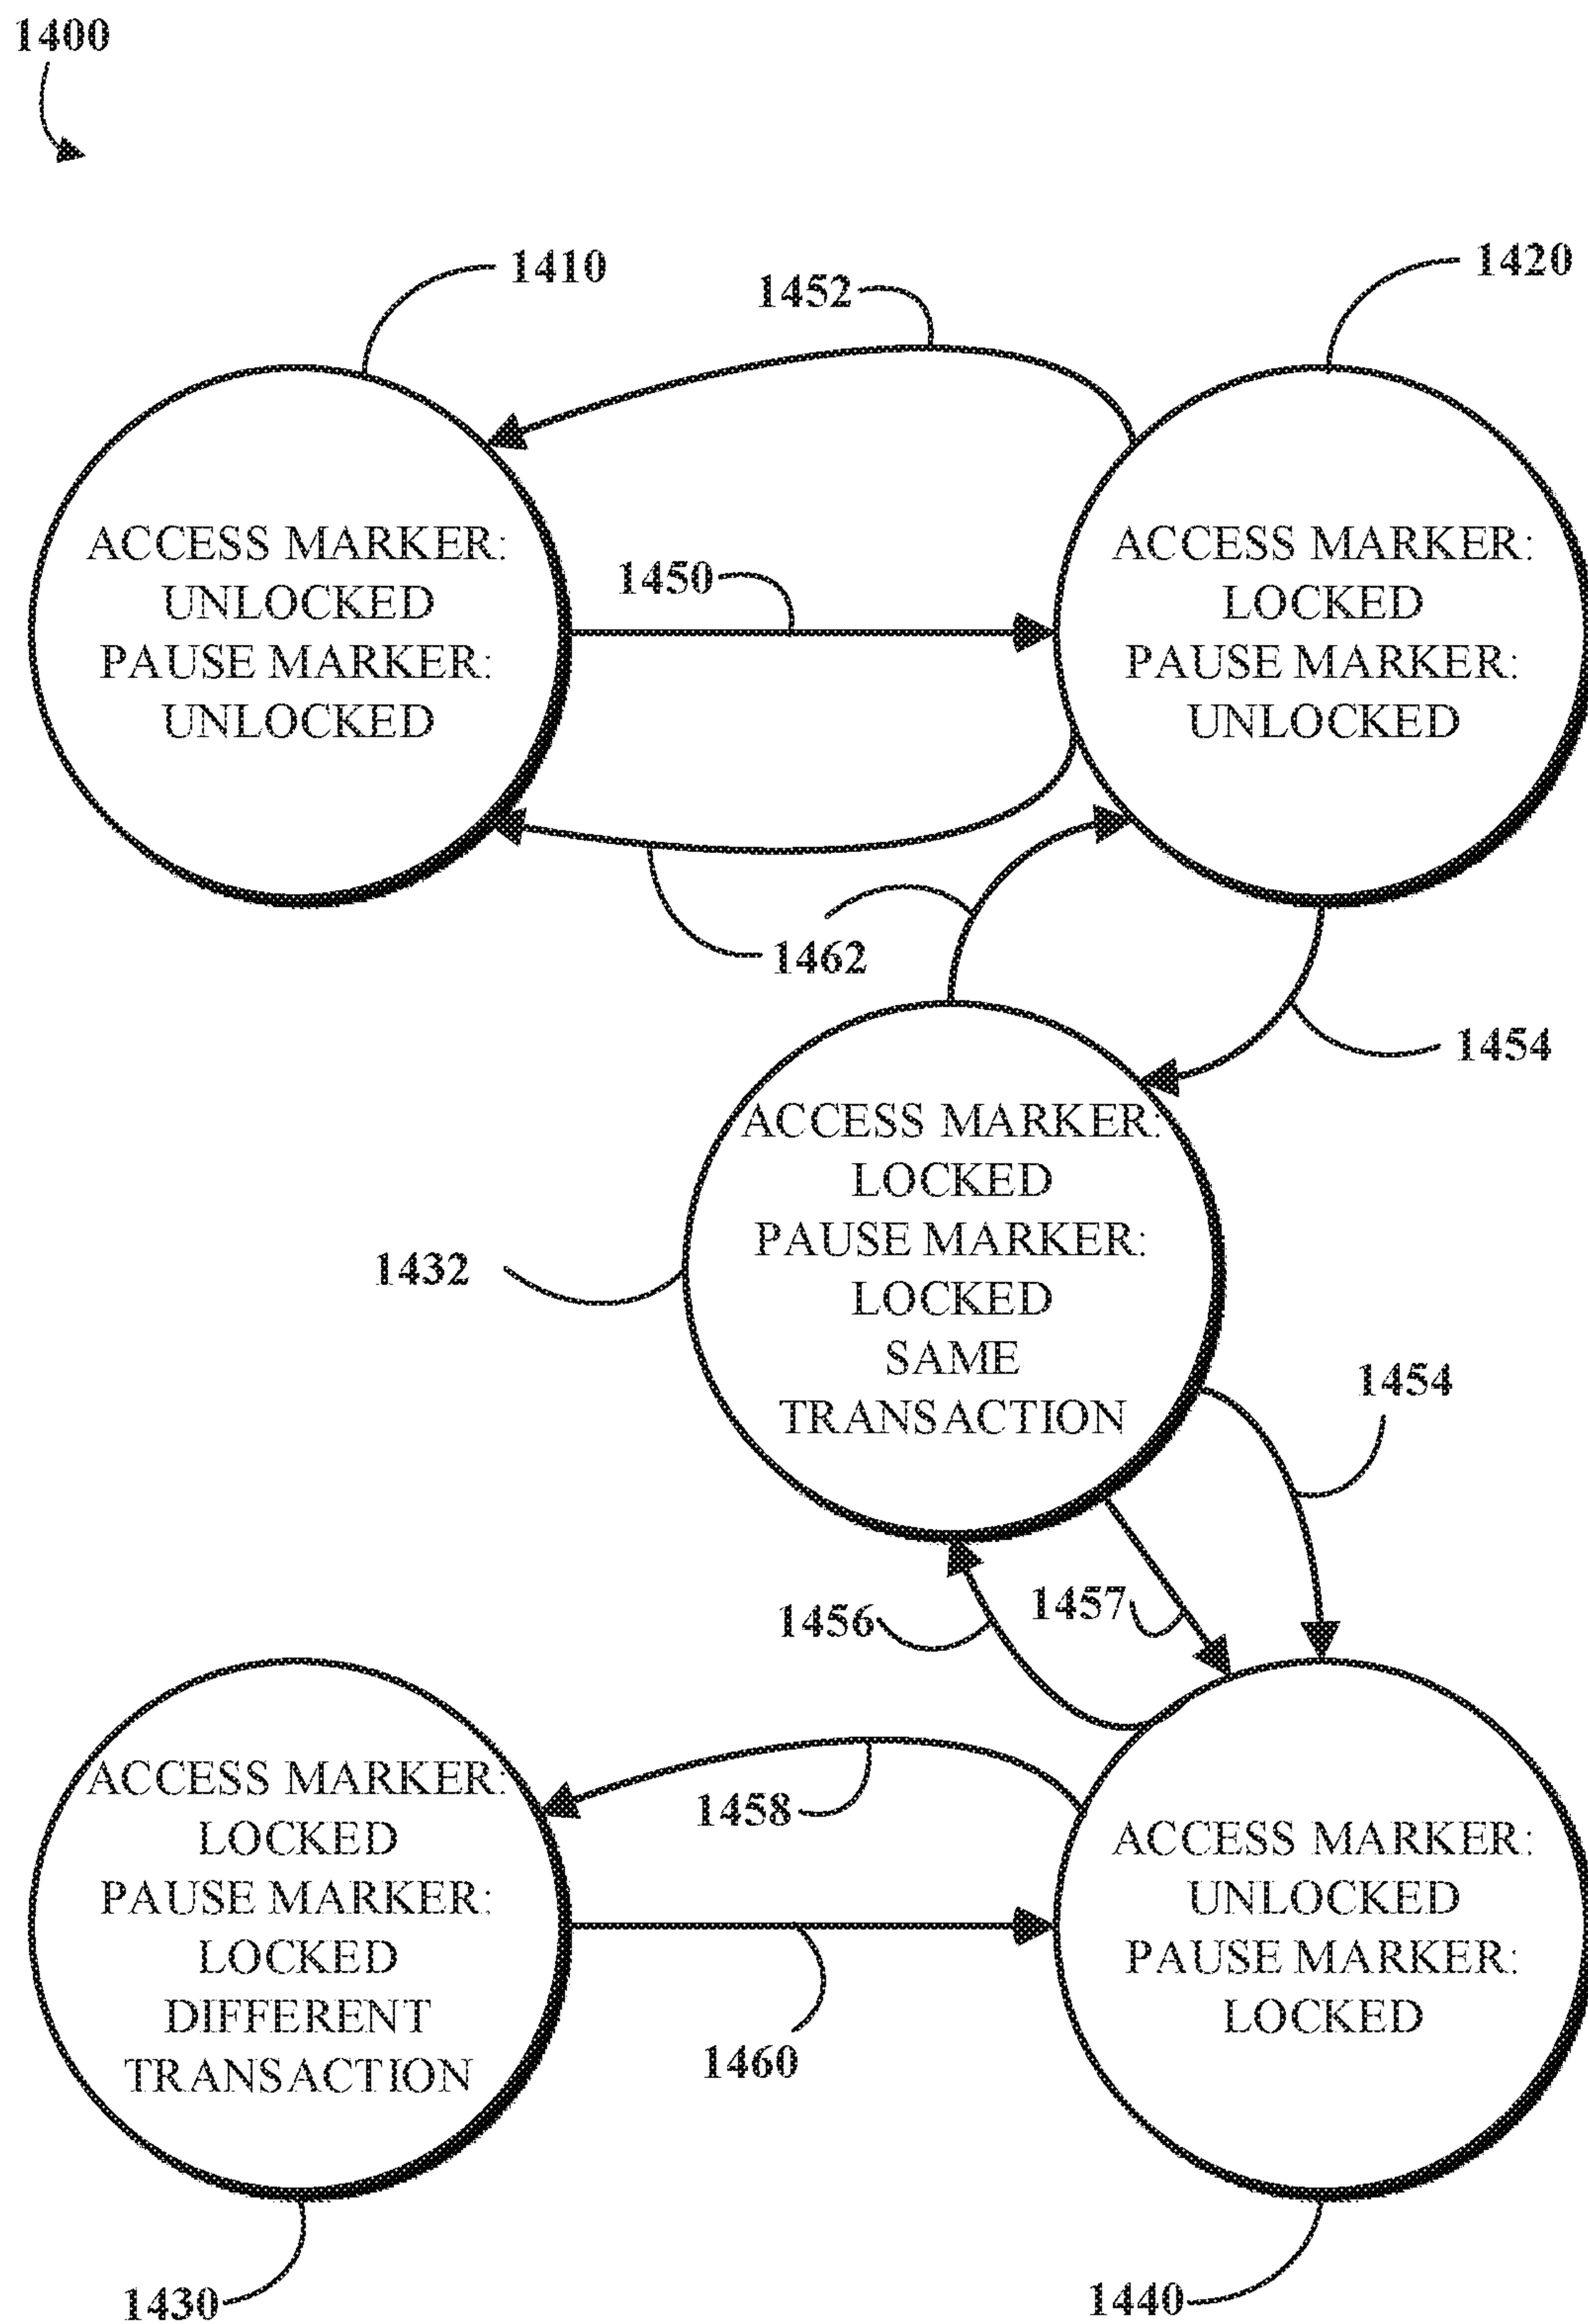 1400
1410
1452
1420
ACCESS MARKER:
UNLOCKED
PAUSE MARKER:
UNLOCKED
1450
ACCESS MARKER:
LOCKED
PAUSE MARKER:
UNLOCKED
1462
1454
ACCESS MARKER:
LOCKED
PAUSE MARKER:
LOCKED
SAME
TRANSACTION
1432
1454
1456
1457
1458
ACCESS MARKER:
LOCKED
PAUSE MARKER:
LOCKED
DIFFERENT
TRANSACTION
ACCESS MARKER:
UNLOCKED
PAUSE MARKER:
LOCKED
1460
1430
1440